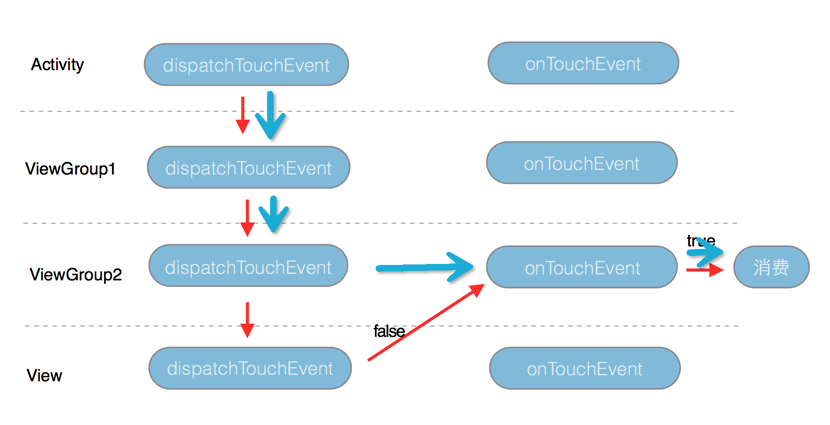 Activity
dispatchTouchEvent
onTouchEvent
ViewGroup1
dispatchTouchEvent
onTouchEvent
true
ViewGroup2
dispatchTouchEvent
onTouchEvent
消费
false
View
dispatchTouchEvent
onTouchEvent